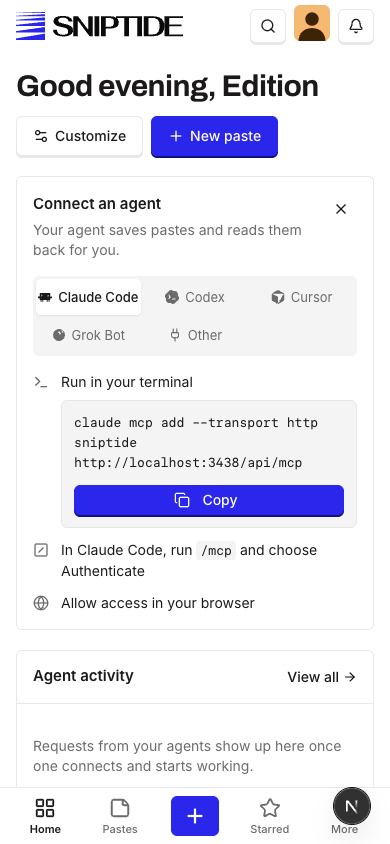 SNIPTIDE
Good evening, Edition
Customize
New paste
Connect an agent
Your agent saves pastes and reads them
back for you.
Claude Code
Codex
Cursor
Grok Bot
Other
Run in your terminal
claude mcp add --transport http
sniptide
http://localhost:3438/api/mcp
Copy
In Claude Code, run /mcp and choose
Authenticate
Allow access in your browser
Agent activity
View all
Requests from your agents show up here once
one connects and starts working.
Home
Pastes
Starred
More
N